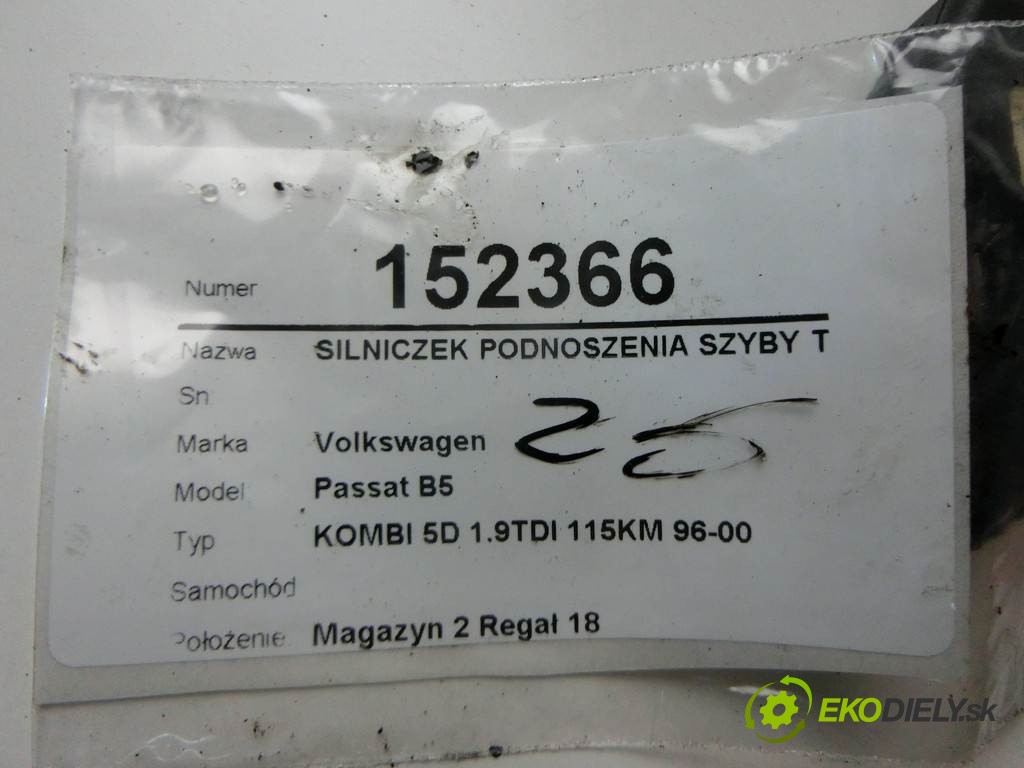 Numer 152366
Nazwa SILNICZEK PODNOSZENIA SZYBY T
Sn
Marka Volkswagen 25
Model Passat B5
Typ KOMBI 5D 1.9TDI 115KM 96-00
Samochód
Położenie Magazyn 2 Regał 18
EKODIELY.sk